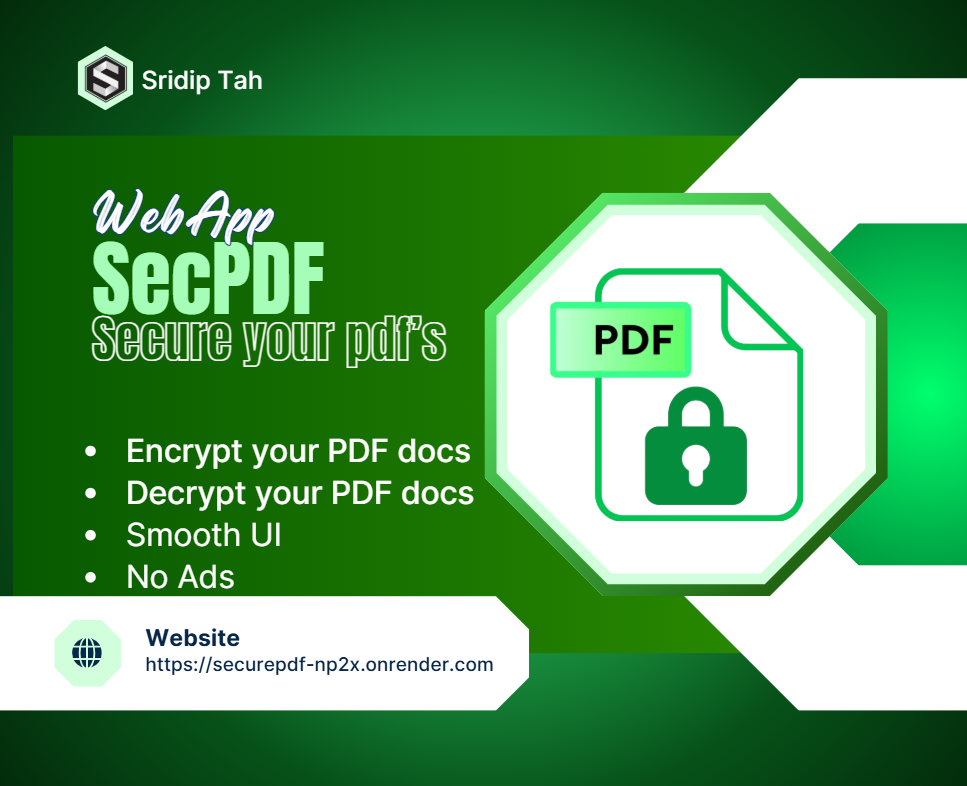 Sridip Tah
WebApp
SecPDF
Secure your pdf's
PDF
• Encrypt your PDF docs
• Decrypt your PDF docs
• Smooth UI
• No Ads
Website
https://securepdf-np2x.onrender.com